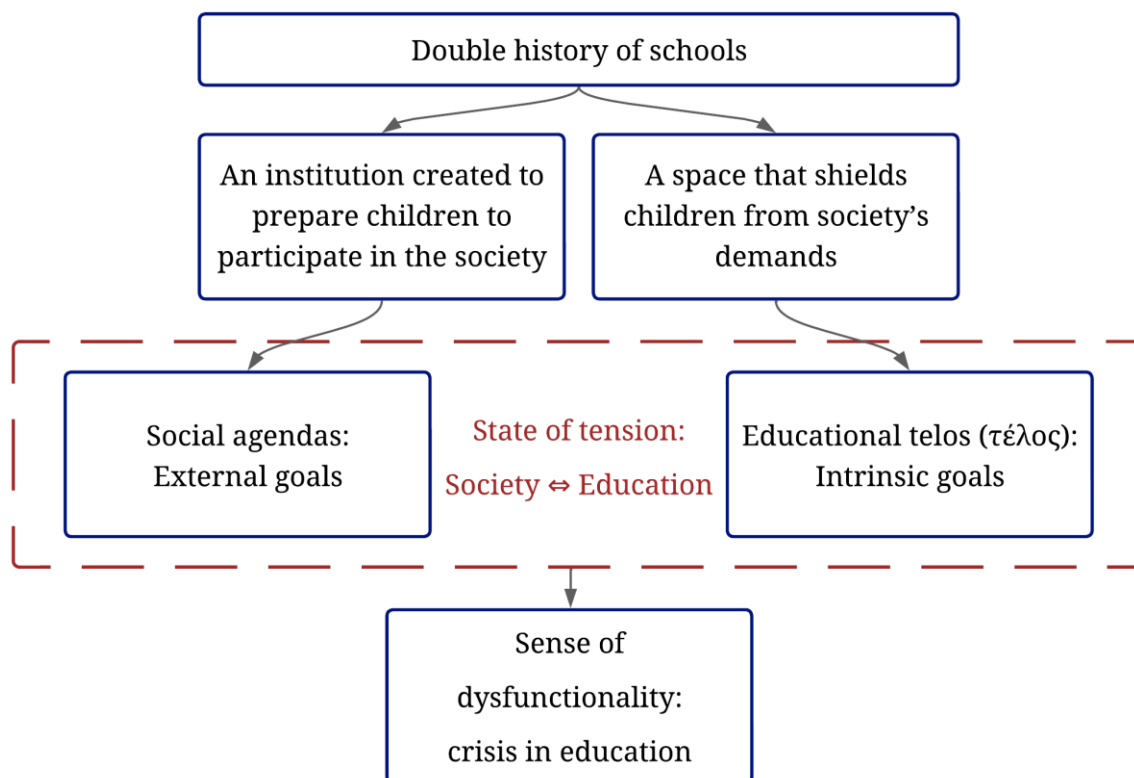 Double history of schools
An institution created to
prepare children to
participate in the society
A space that shields
children from society’s
demands
Social agendas:
External goals
State of tension:
Society ⇔ Education
Educational telos (τέλος):
Intrinsic goals
Sense of
dysfunctionality:
crisis in education